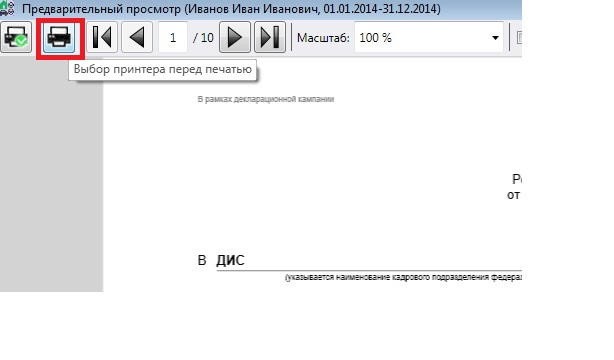 Предварительный просмотр (Иванов Иван Иванович, 01.01.2014-31.12.2014)
1 / 10 Масштаб: 100 %
Выбор принтера перед печатью
В рамках декларационной кампании
от
В ДИС
(указывается наименование кадрового подразделения